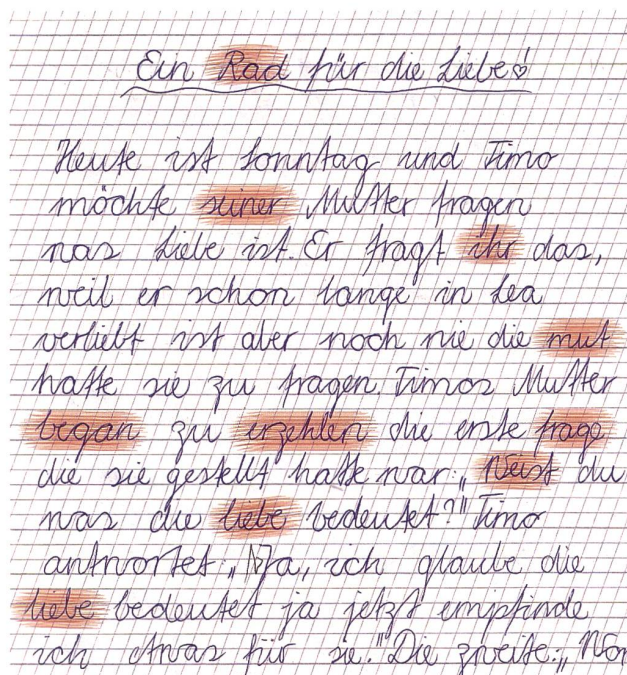 Ein Rad für die Liebe!
Heute ist Sonntag und Timo
möchte seiner Mutter fragen
was Liebe ist. Er fragt ihr das,
weil er schon lange in Lea
verliebt ist aber noch nie die mut
hatte sie zu fragen. Timos Mutter
began zu erzehlen die erste frage
die sie gestellt hatte war: „Weist du
was die liebe bedeutet?" Timo
antwortet: „Ja, ich glaube die
liebe bedeutet ja jetzt empfinde
ich etwas für sie." Die zweite: „Wo